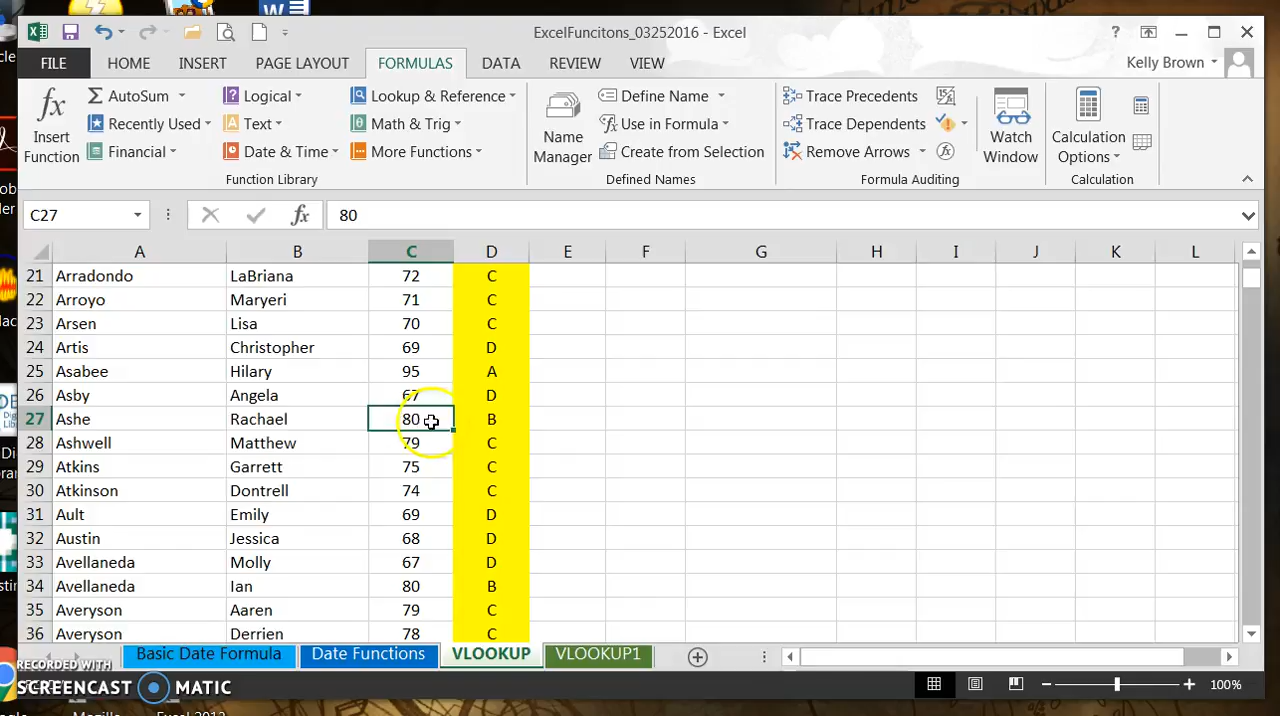 ExcelFuncitons_03252016 - Excel
FILE HOME INSERT PAGE LAYOUT FORMULAS DATA REVIEW VIEW Kelly Brown
Insert Function
AutoSum
Recently Used
Financial
Logical
Text
Date & Time
Lookup & Reference
Math & Trig
More Functions
Function Library
Name Manager
Define Name
Use in Formula
Create from Selection
Defined Names
Trace Precedents
Trace Dependents
Remove Arrows
Formula Auditing
Watch Window
Calculation Options
Calculation
C27 fx 80
A B C D E F G H I J K L
21 Arradondo LaBriana 72 C
22 Arroyo Maryeri 71 C
23 Arsen Lisa 70 C
24 Artis Christopher 69 D
25 Asabee Hilary 95 A
26 Asby Angela 67 D
27 Ashe Rachael 80 B
28 Ashwell Matthew 79 C
29 Atkins Garrett 75 C
30 Atkinson Dontrell 74 C
31 Ault Emily 69 D
32 Austin Jessica 68 D
33 Avellaneda Molly 67 D
34 Avellaneda Ian 80 B
35 Averyson Aaren 79 C
36 Averyson Derrien 78 C
Basic Date Formula Date Functions VLOOKUP VLOOKUP1
RECORDED WITH
SCREENCAST MATIC
100%